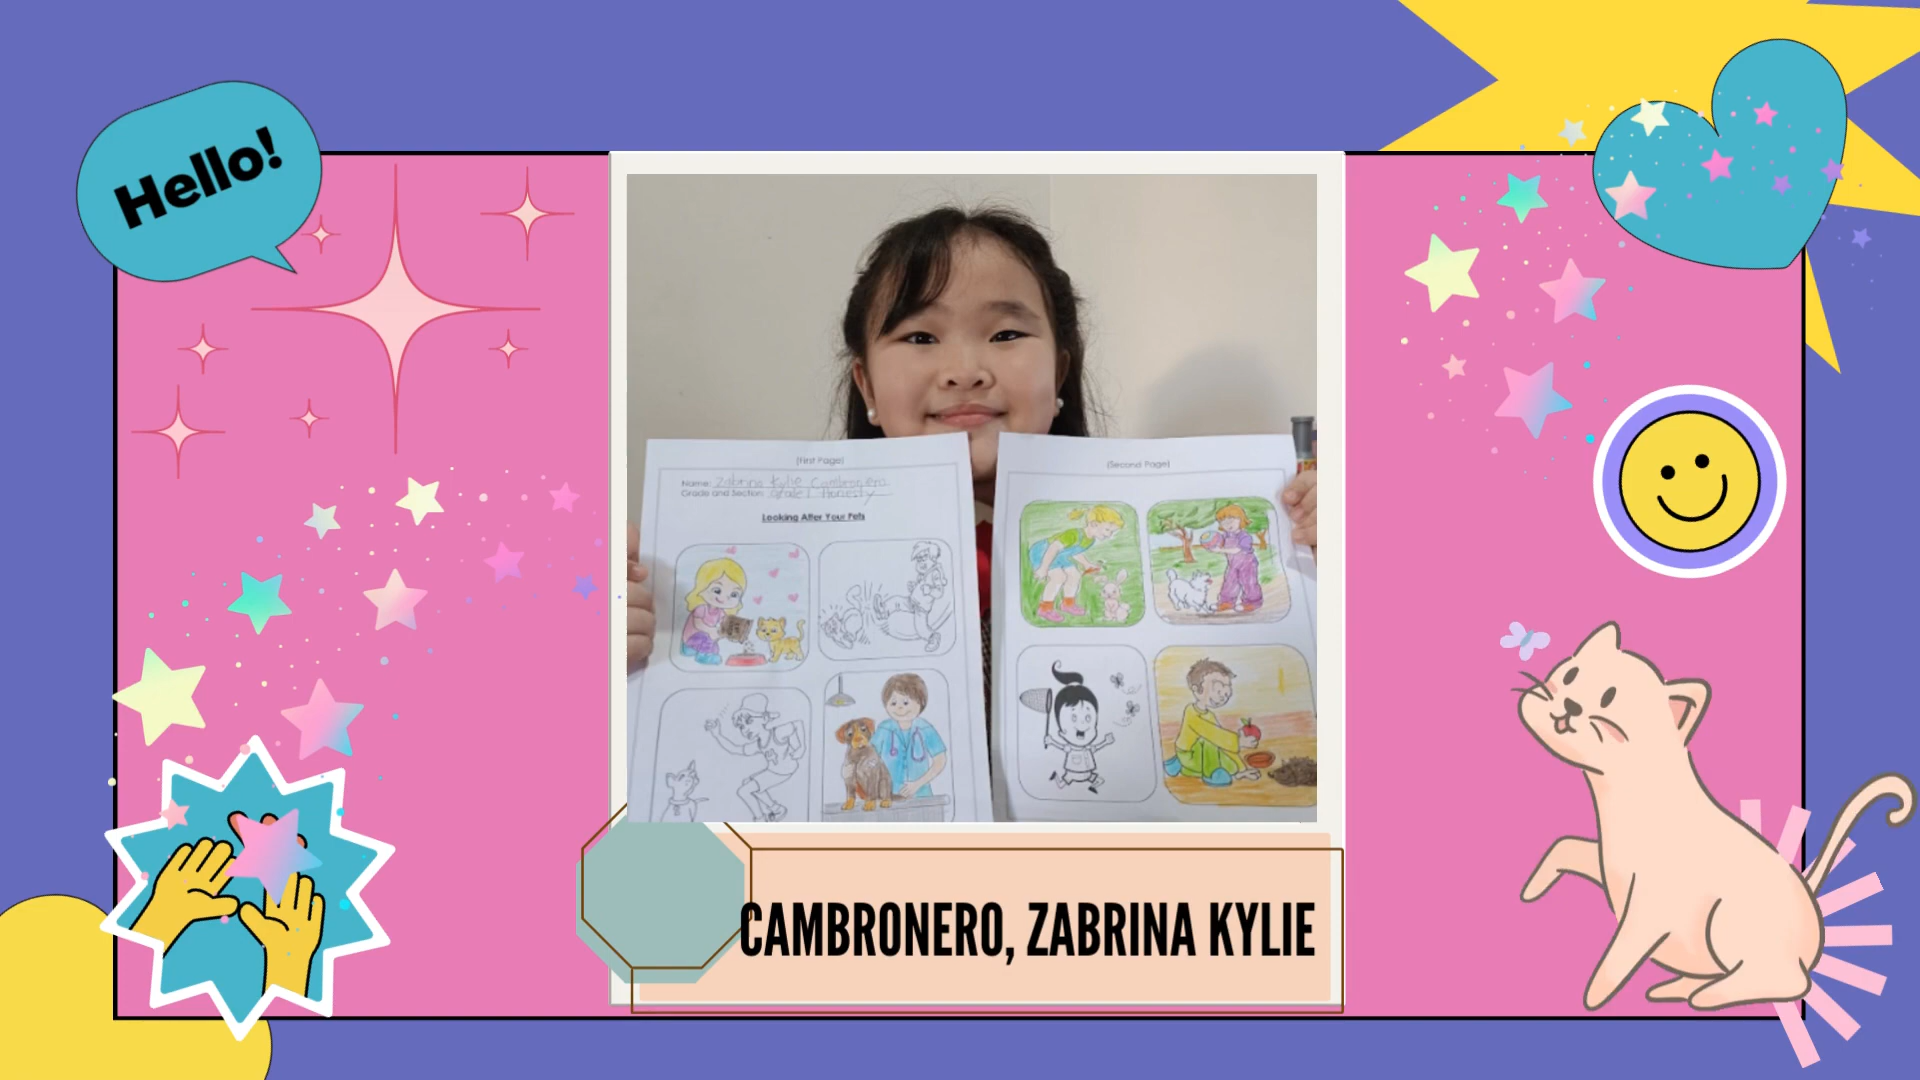 Hello!
(First Page)
Name: Zabrina Kylie Cambronero
Grade and Section: Grade 1 Honesty
Looking After Your Pets
(Second Page)
CAMBRONERO, ZABRINA KYLIE